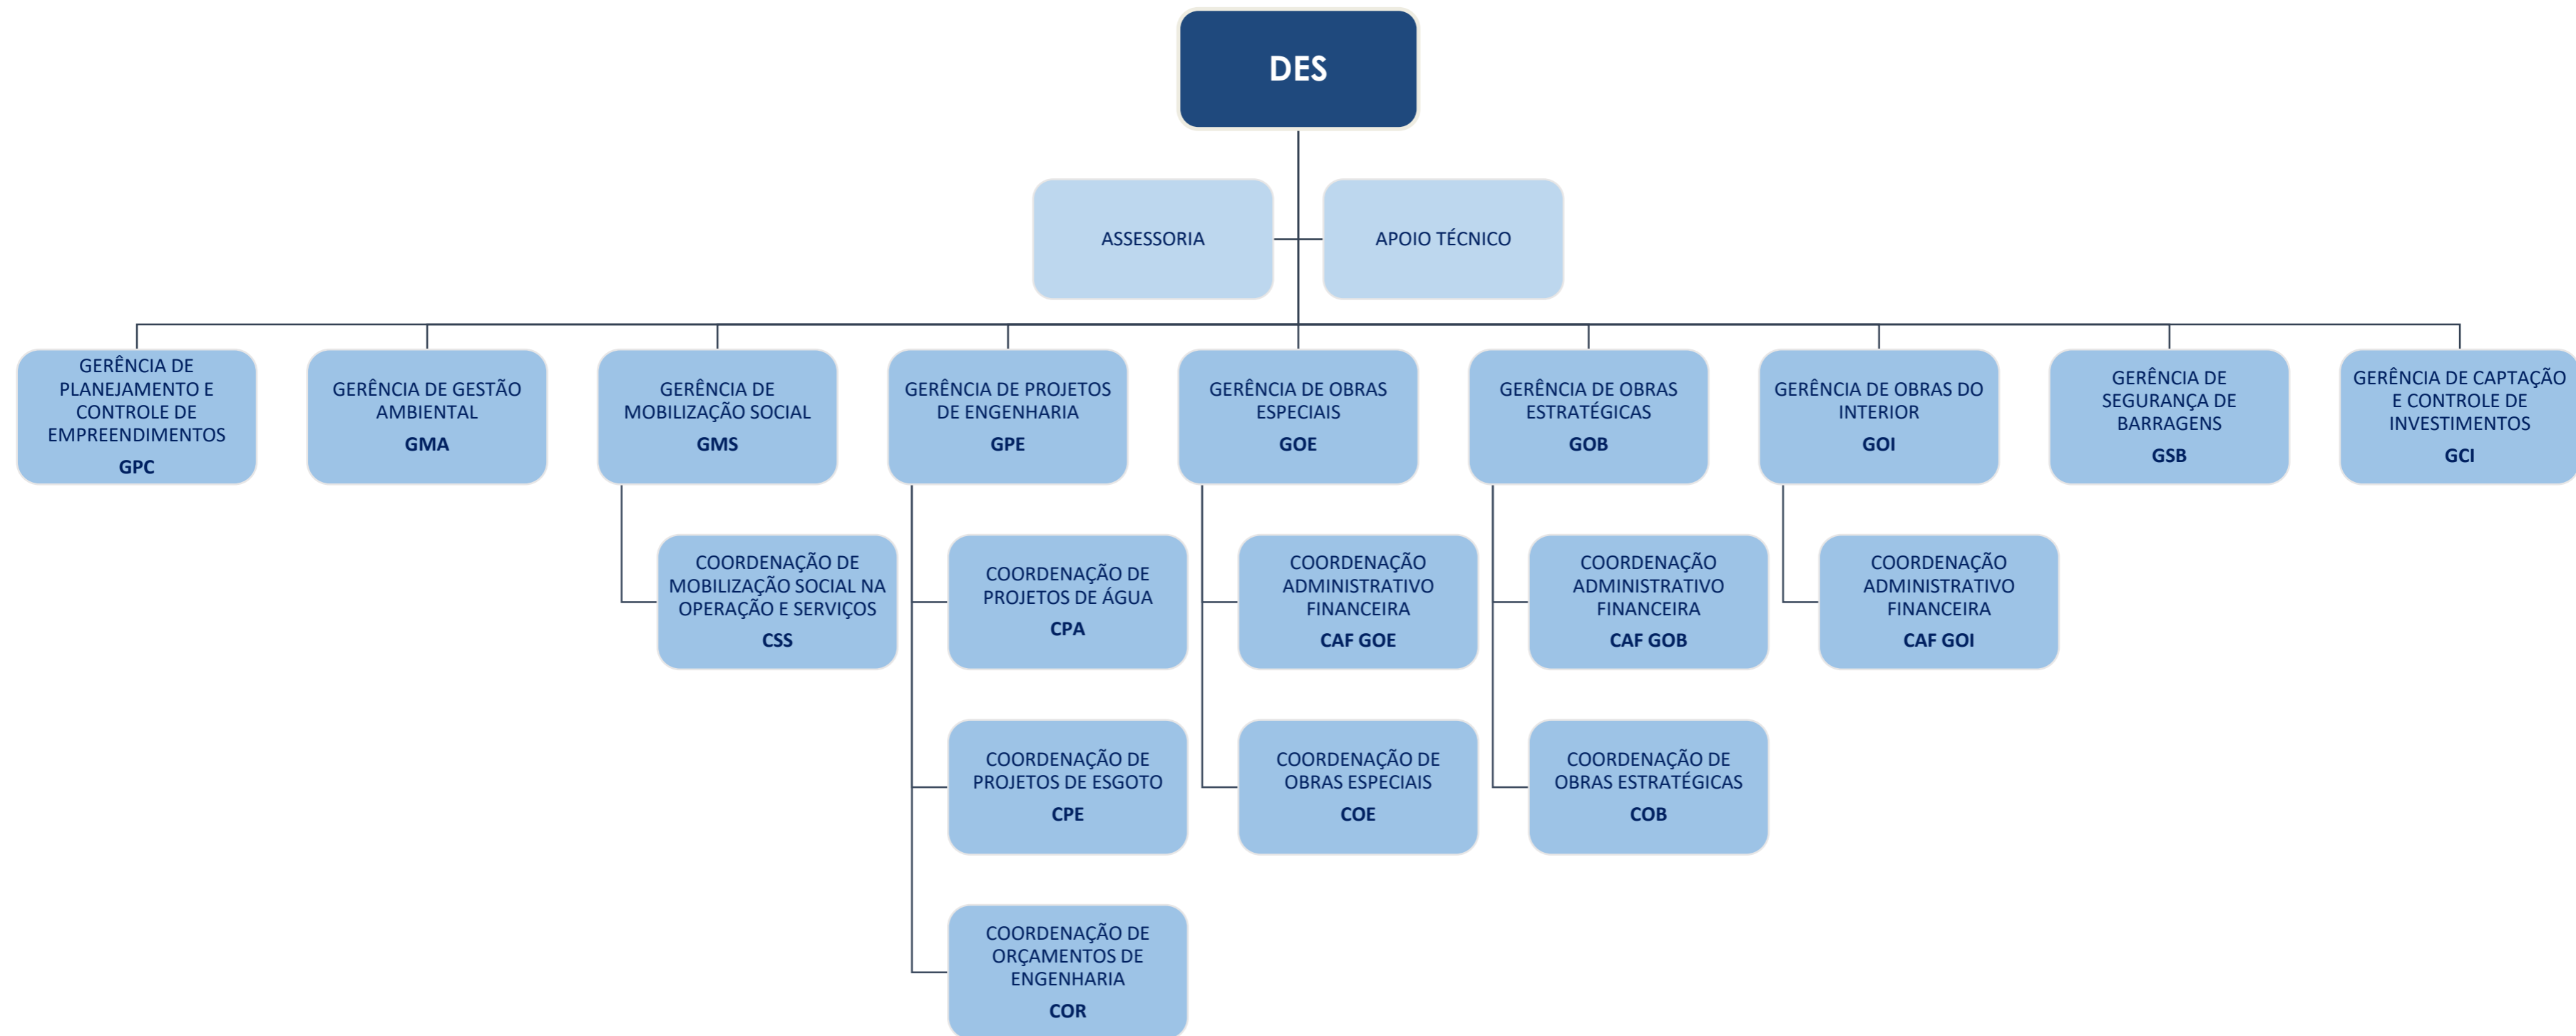 DES
ASSESSORIA
APOIO TÉCNICO
GERÊNCIA DE
PLANEJAMENTO E
CONTROLE DE
EMPREENDIMENTOS
GPC
GERÊNCIA DE GESTÃO
AMBIENTAL
GMA
GERÊNCIA DE
MOBILIZAÇÃO SOCIAL
GMS
GERÊNCIA DE PROJETOS
DE ENGENHARIA
GPE
GERÊNCIA DE OBRAS
ESPECIAIS
GOE
GERÊNCIA DE OBRAS
ESTRATÉGICAS
GOB
GERÊNCIA DE OBRAS DO
INTERIOR
GOI
GERÊNCIA DE
SEGURANÇA DE
BARRAGENS
GSB
GERÊNCIA DE CAPTAÇÃO
E CONTROLE DE
INVESTIMENTOS
GCI
COORDENAÇÃO DE
MOBILIZAÇÃO SOCIAL NA
OPERAÇÃO E SERVIÇOS
CSS
COORDENAÇÃO DE
PROJETOS DE ÁGUA
CPA
COORDENAÇÃO
ADMINISTRATIVO
FINANCEIRA
CAF GOE
COORDENAÇÃO
ADMINISTRATIVO
FINANCEIRA
CAF GOB
COORDENAÇÃO
ADMINISTRATIVO
FINANCEIRA
CAF GOI
COORDENAÇÃO DE
PROJETOS DE ESGOTO
CPE
COORDENAÇÃO DE
OBRAS ESPECIAIS
COE
COORDENAÇÃO DE
OBRAS ESTRATÉGICAS
COB
COORDENAÇÃO DE
ORÇAMENTOS DE
ENGENHARIA
COR